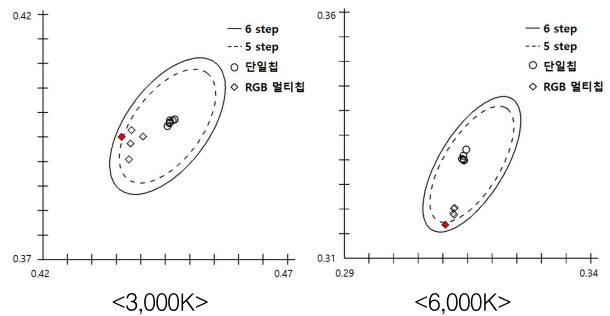 0.42
6 step
5 step
단일칩
RGB 멀티칩
0.37
0.42
0.47
<3,000K>
0.36
6 step
5 step
단일칩
RGB 멀티칩
0.31
0.29
0.34
<6,000K>